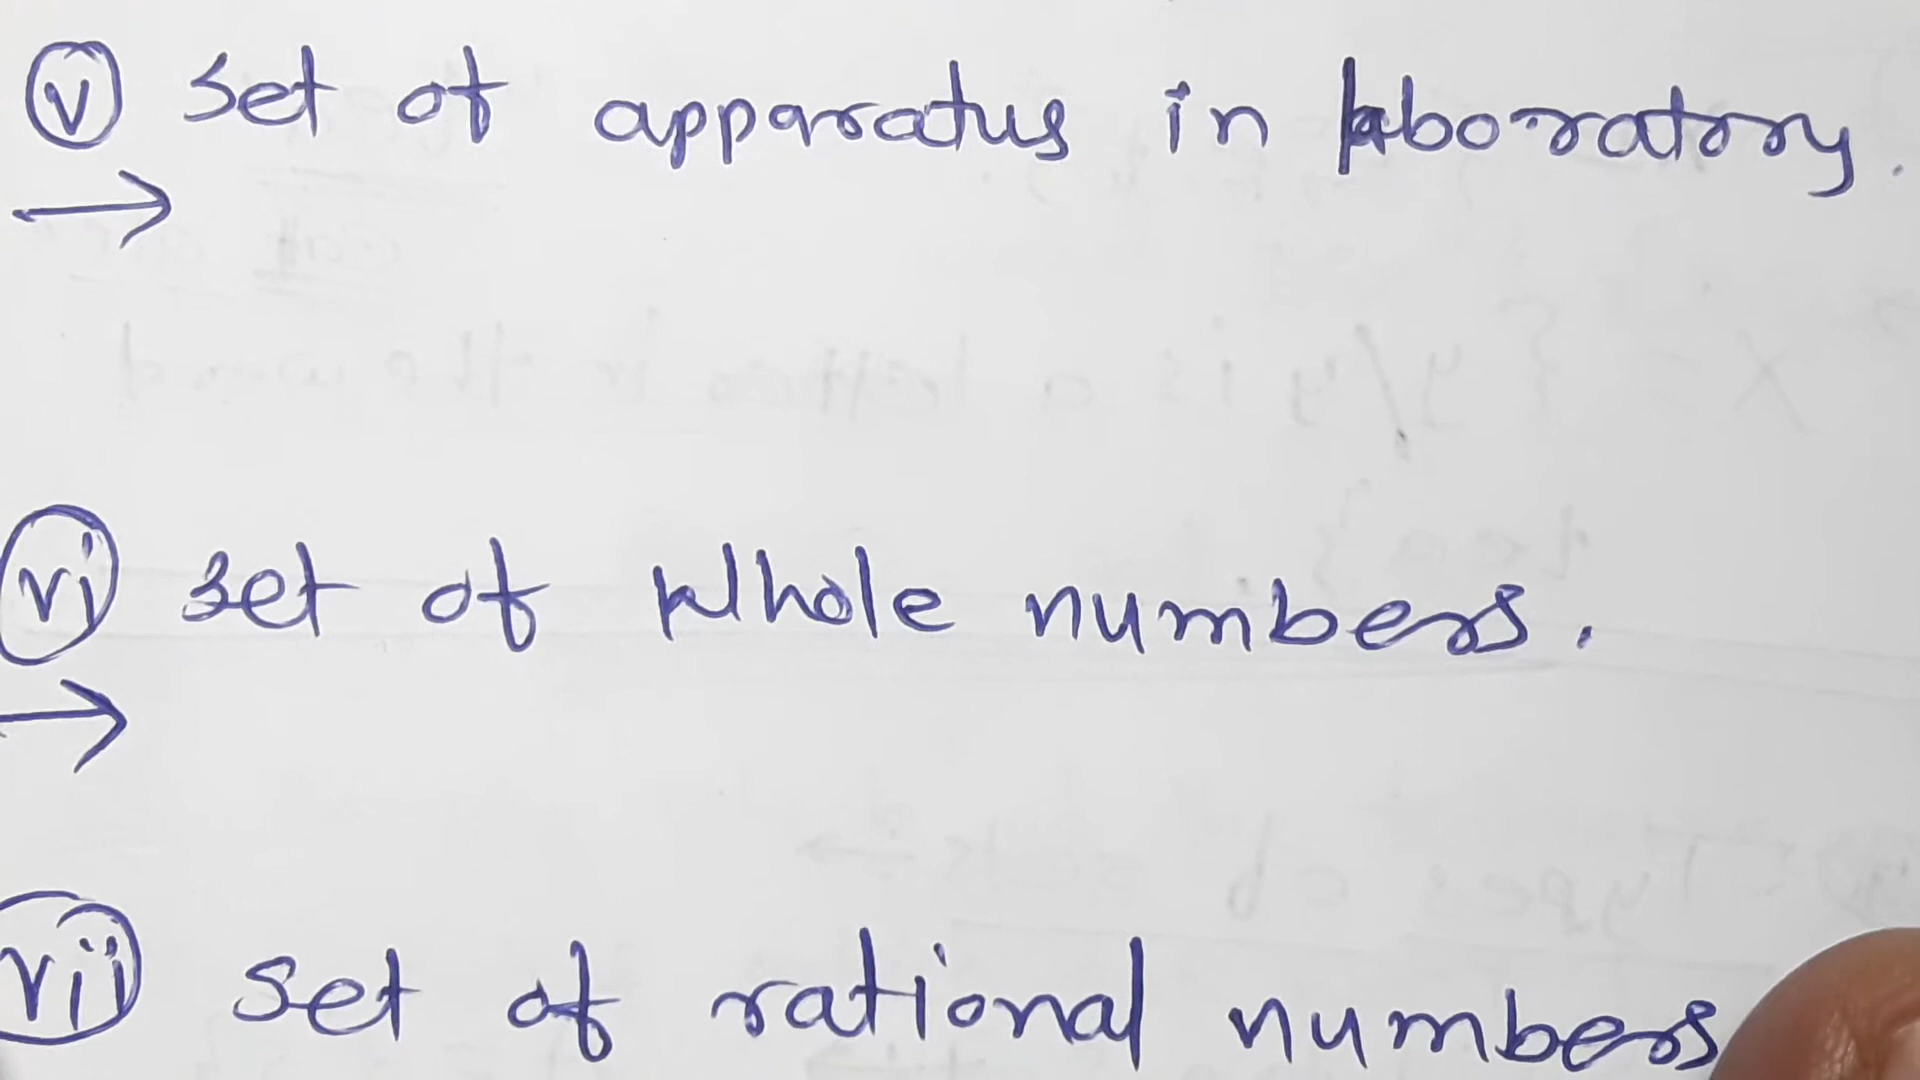 (v) set of apparatus in laboratory.
→
(vi) set of Whole numbers.
→
(vii) set of rational numbers